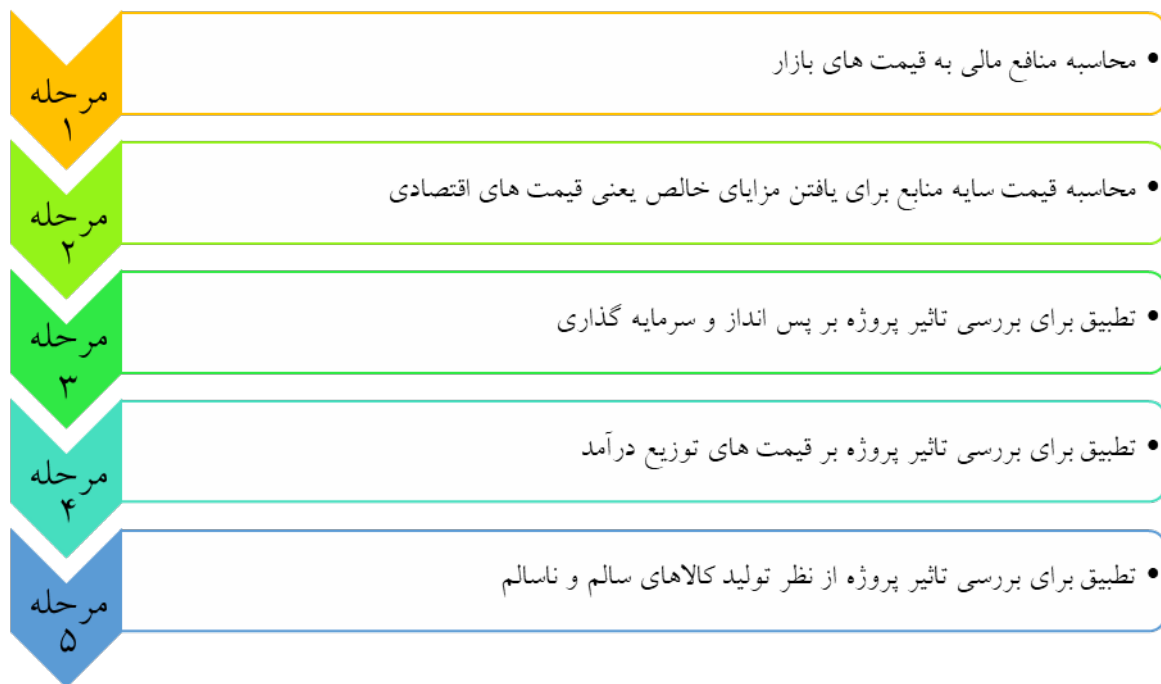 مرحله
۱
• محاسبه منافع مالی به قیمت های بازار
مرحله
۲
• محاسبه قیمت سایه منابع برای یافتن مزایای خالص یعنی قیمت های اقتصادی
مرحله
۳
• تطبیق برای بررسی تاثیر پروژه بر پس انداز و سرمایه گذاری
مرحله
۴
• تطبیق برای بررسی تاثیر پروژه بر قیمت های توزیع درآمد
مرحله
۵
• تطبیق برای بررسی تاثیر پروژه از نظر تولید کالاهای سالم و ناسالم